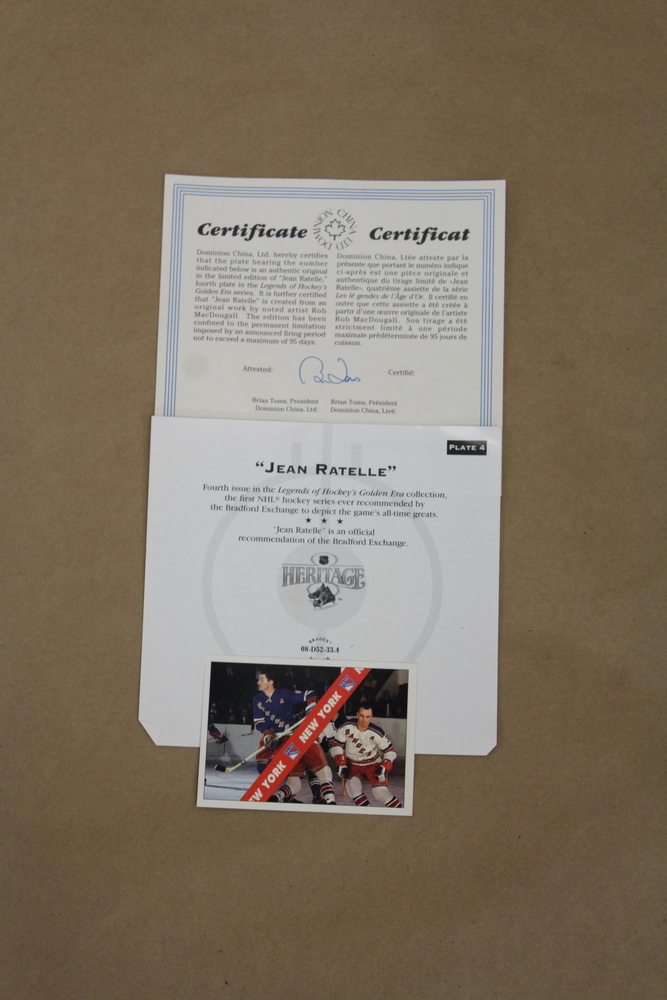 Certificate
DOMINION CHINA LTD.
Certificat
Dominion China, Ltd. hereby certifies
that the plate bearing the number
indicated below is an authentic original
in the limited edition of "Jean Ratelle,"
fourth plate in the Legends of Hockey's
Golden Era series. It is further certified
that "Jean Ratelle" is created from an
original work by noted artist Rob
MacDougall. The edition has been
confined to the permanent limitation
imposed by an announced firing period
not to exceed a maximum of 95 days.
Dominion China, Ltée atteste par la
présente que portant le numéro indique
ci-après est une pièce originale et
authentique du tirage limité de «Jean
Ratelle», quatrième assiette de la série
Les lé gendes de l'Âge d'Or. Il certifié en
outre que cette assiette a été créée à
partir d'une œuvre originale de l'artiste
Rob MacDougall. Son tirage a été
strictment limité à une période
maximale prédéterminée de 95 jours de
cuisson.
Attested:
Certifié:
Brian Toms, President
Dominion China, Ltd.
Brian Toms, Président
Dominion China, Lteé.
PLATE 4
"JEAN RATELLE"
Fourth issue in the Legends of Hockey's Golden Era collection,
the first NHL® hockey series ever recommended by
the Bradford Exchange to depict the game's all-time greats.
★ ★ ★
"Jean Ratelle" is an official
recommendation of the Bradford Exchange.
HERITAGE
BRADEX
08-D52-33.4
NEW YORK
W YORK
RANGERS